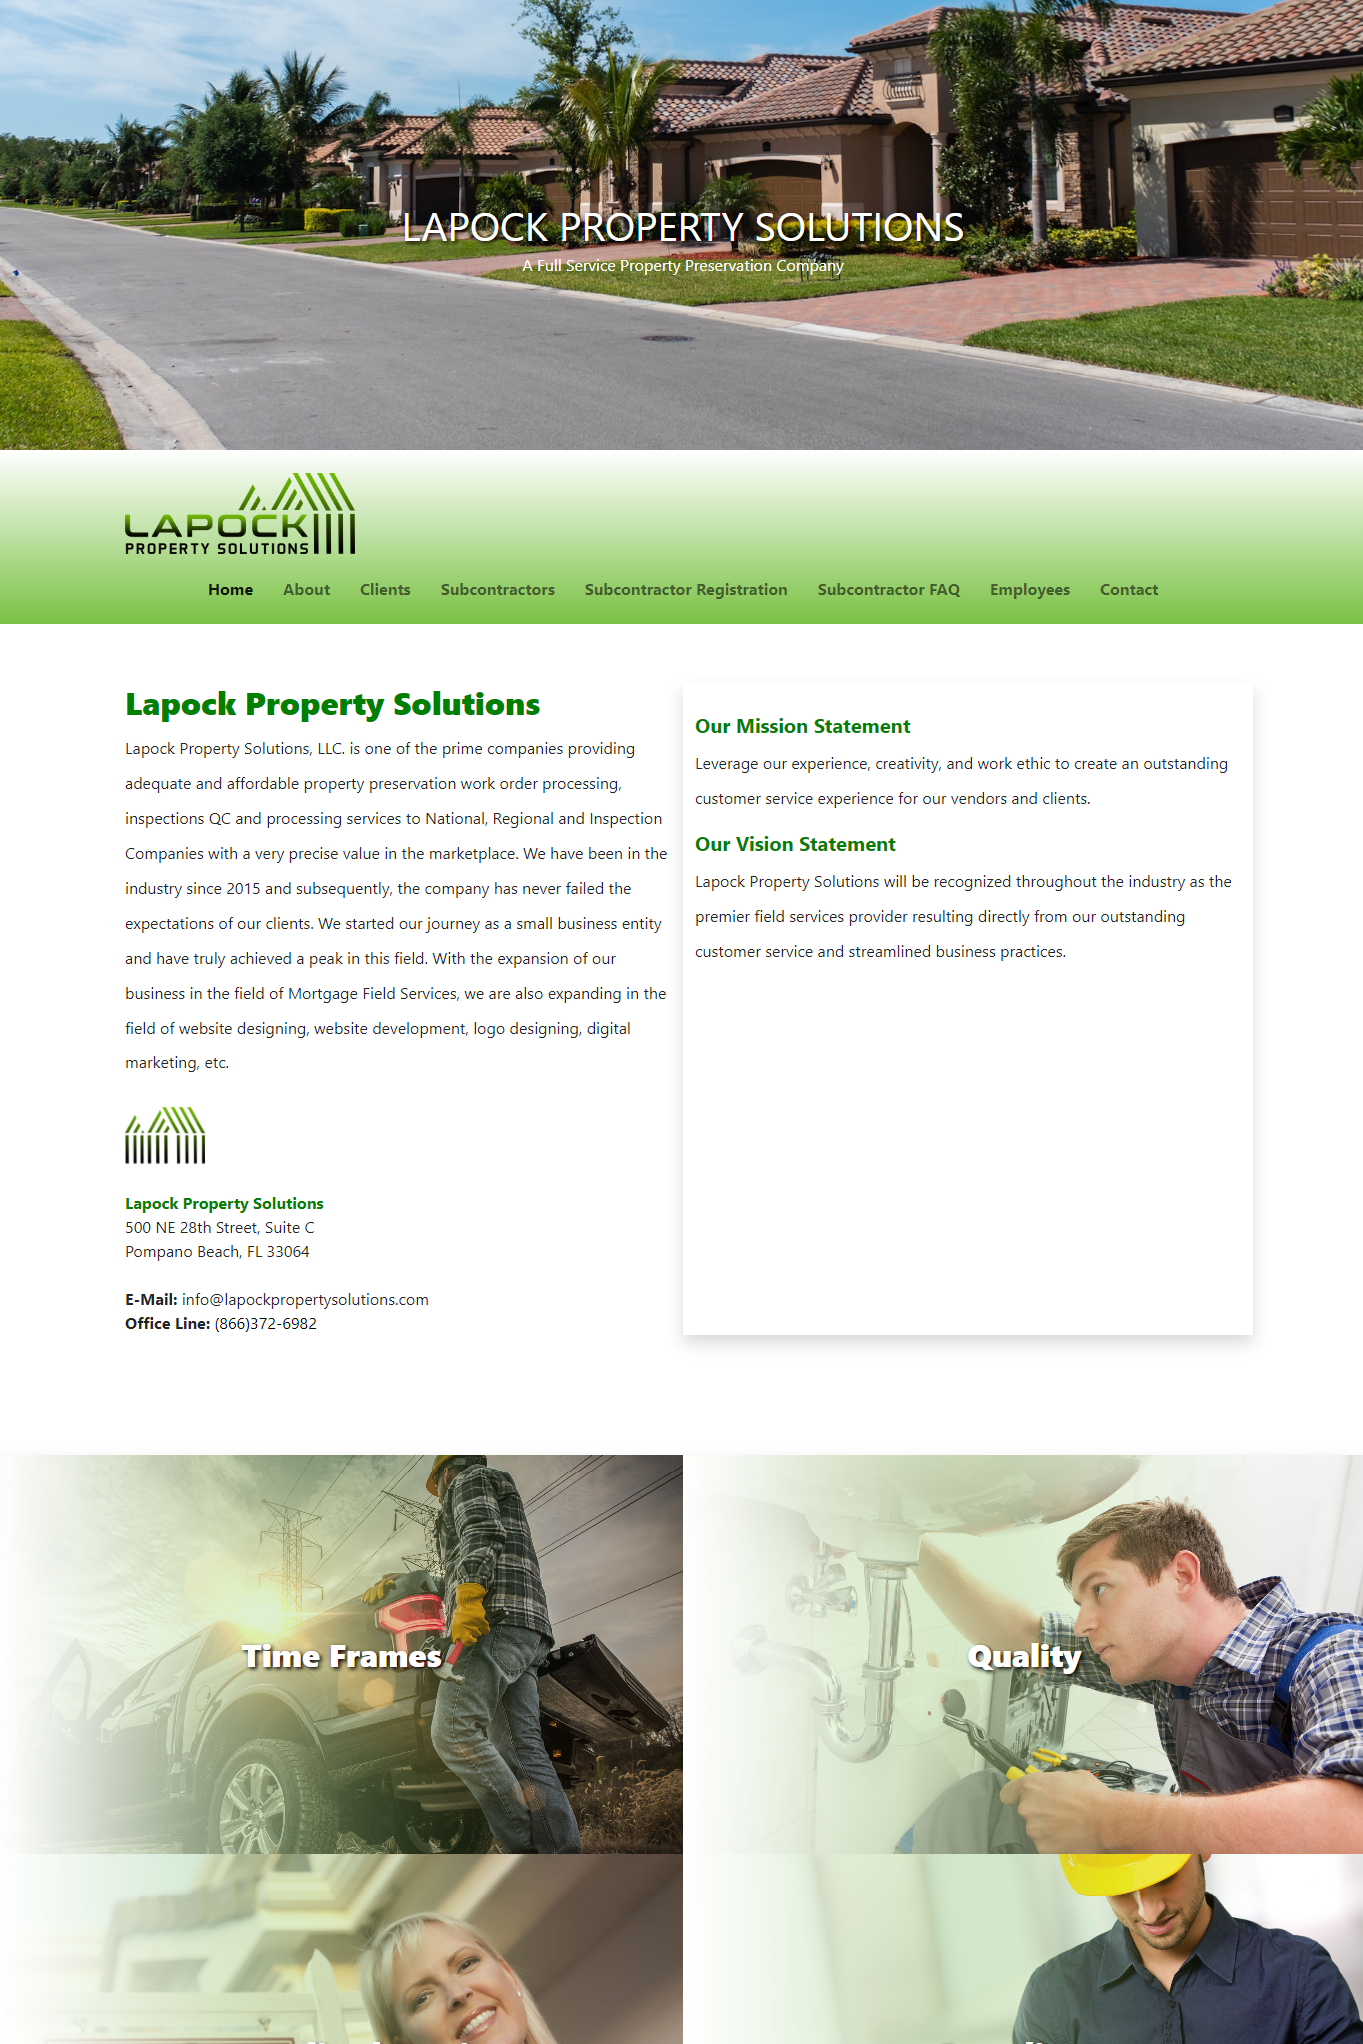 LAPOCK PROPERTY SOLUTIONS
A Full Service Property Preservation Company
LAPOCK
PROPERTY SOLUTIONS
Home About Clients Subcontractors Subcontractor Registration Subcontractor FAQ Employees Contact
Lapock Property Solutions
Lapock Property Solutions, LLC. is one of the prime companies providing
adequate and affordable property preservation work order processing,
inspections QC and processing services to National, Regional and Inspection
Companies with a very precise value in the marketplace. We have been in the
industry since 2015 and subsequently, the company has never failed the
expectations of our clients. We started our journey as a small business entity
and have truly achieved a peak in this field. With the expansion of our
business in the field of Mortgage Field Services, we are also expanding in the
field of website designing, website development, logo designing, digital
marketing, etc.
Lapock Property Solutions
500 NE 28th Street, Suite C
Pompano Beach, FL 33064
E-Mail: info@lapockpropertysolutions.com
Office Line: (866)372-6982
Our Mission Statement
Leverage our experience, creativity, and work ethic to create an outstanding
customer service experience for our vendors and clients.
Our Vision Statement
Lapock Property Solutions will be recognized throughout the industry as the
premier field services provider resulting directly from our outstanding
customer service and streamlined business practices.
Time Frames
Quality